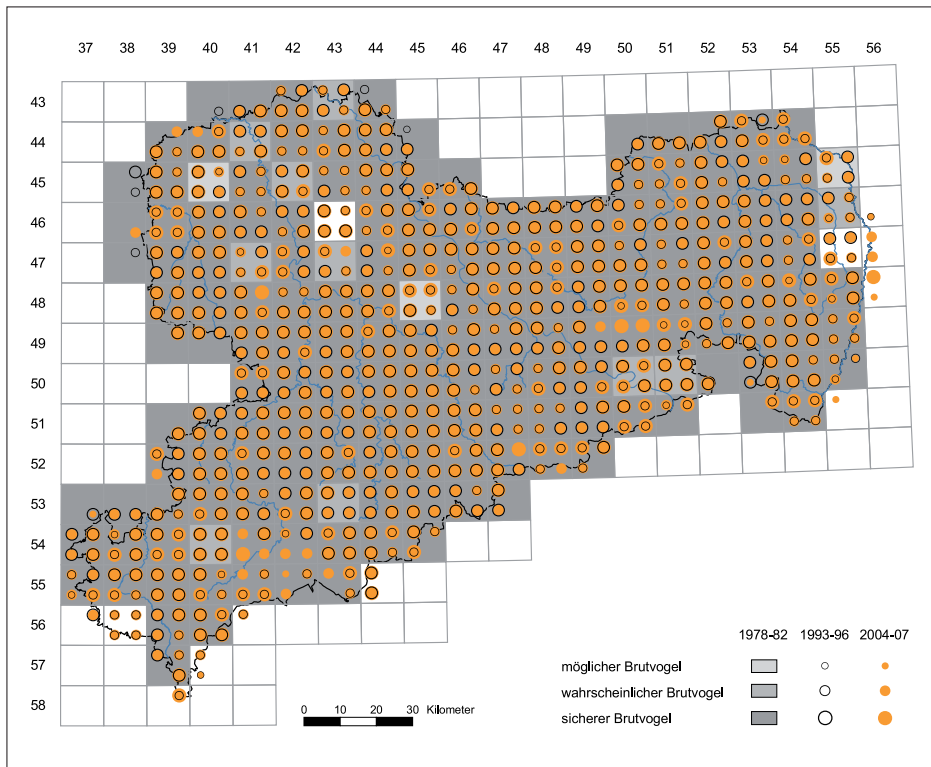 37 38 39 40 41 42 43 44 45 46 47 48 49 50 51 52 53 54 55 56
43
44
45
46
47
48
49
50
51
52
53
54
55
56
57
58
1978-82 1993-96 2004-07
möglicher Brutvogel
wahrscheinlicher Brutvogel
sicherer Brutvogel
0 10 20 30 Kilometer